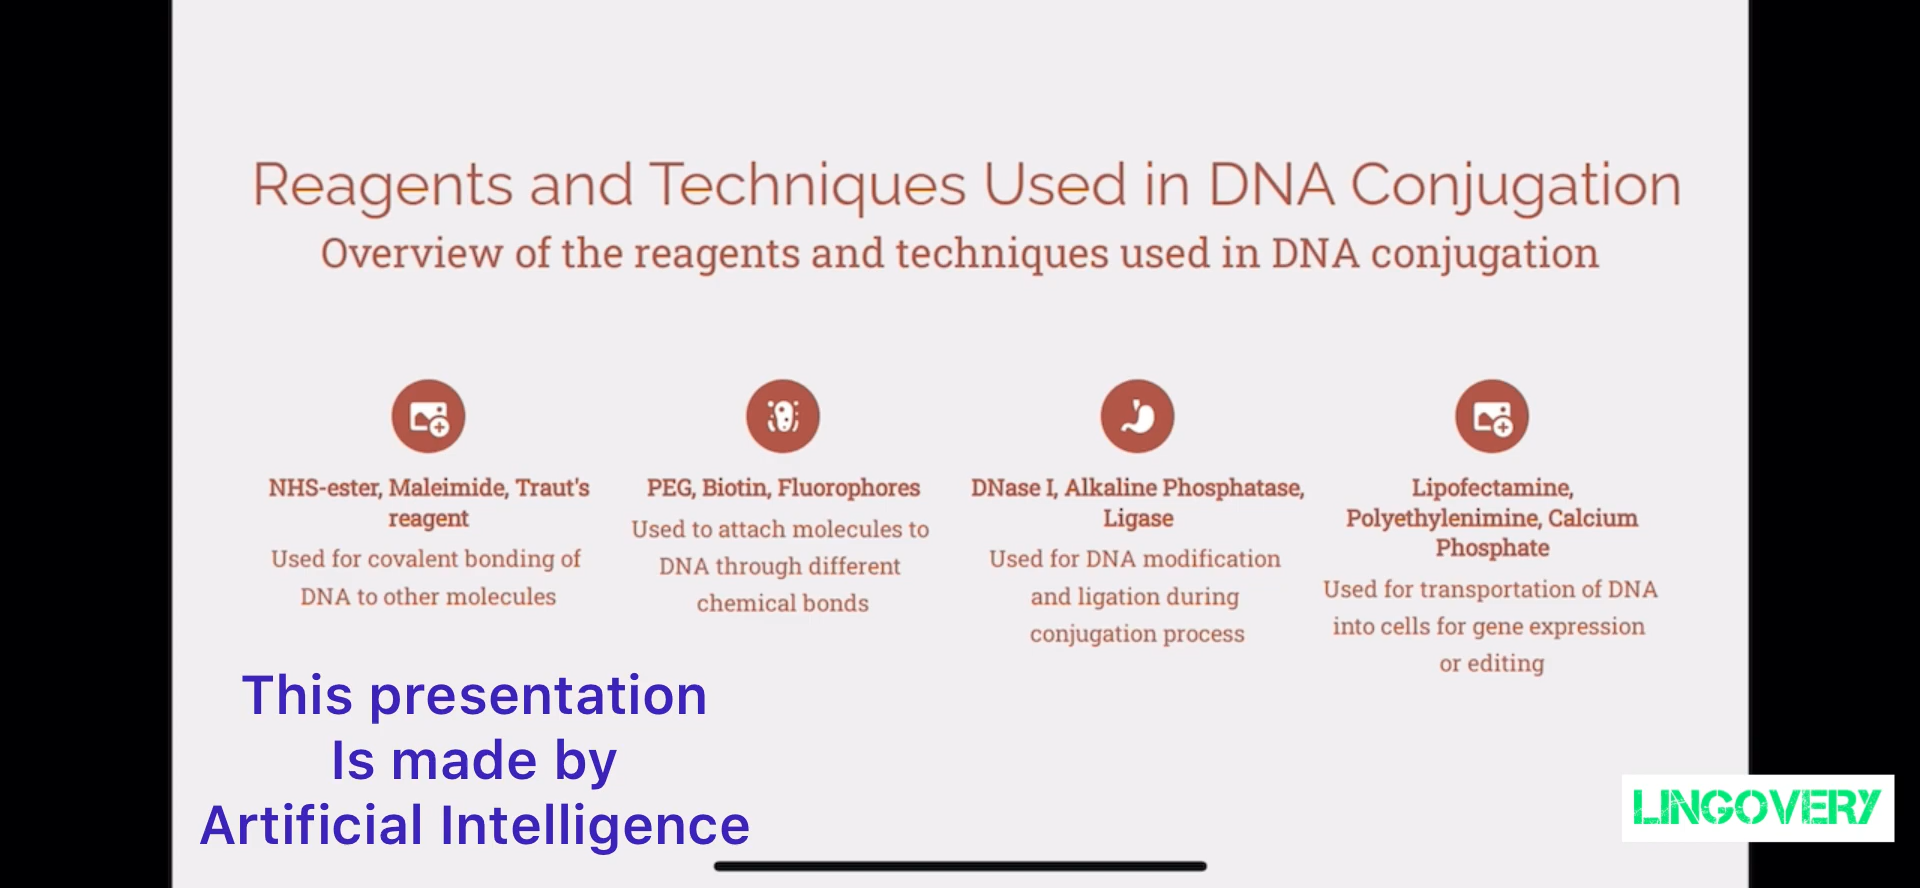 Reagents and Techniques Used in DNA Conjugation
Overview of the reagents and techniques used in DNA conjugation
NHS-ester, Maleimide, Traut's
reagent
Used for covalent bonding of
DNA to other molecules
PEG, Biotin, Fluorophores
Used to attach molecules to
DNA through different
chemical bonds
DNase I, Alkaline Phosphatase,
Ligase
Used for DNA modification
and ligation during
conjugation process
Lipofectamine,
Polyethylenimine, Calcium
Phosphate
Used for transportation of DNA
into cells for gene expression
or editing
This presentation
Is made by
Artificial Intelligence
LINGOVERY